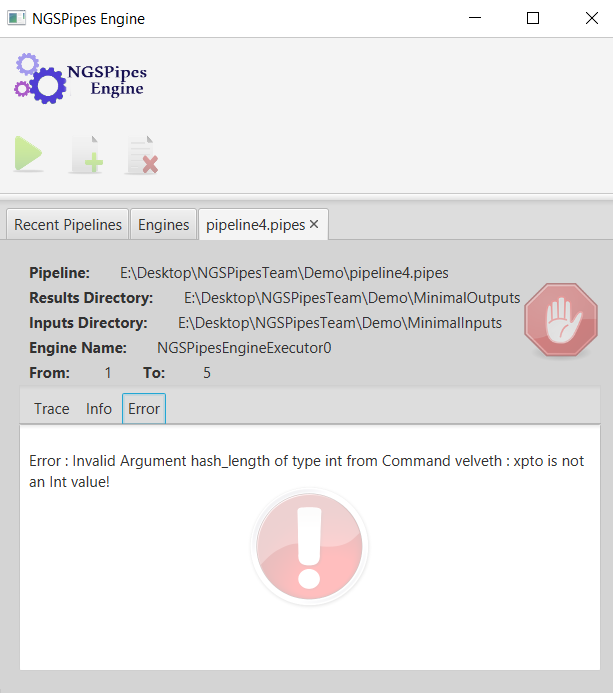 NGSPipes Engine
NGSPipes
Engine
Recent Pipelines Engines pipeline4.pipes
Pipeline: E:\Desktop\NGSPipesTeam\Demo\pipeline4.pipes
Results Directory: E:\Desktop\NGSPipesTeam\Demo\MinimalOutputs
Inputs Directory: E:\Desktop\NGSPipesTeam\Demo\MinimalInputs
Engine Name: NGSPipesEngineExecutor0
From: 1 To: 5
Trace Info Error
Error : Invalid Argument hash_length of type int from Command velveth : xpto is not
an Int value!